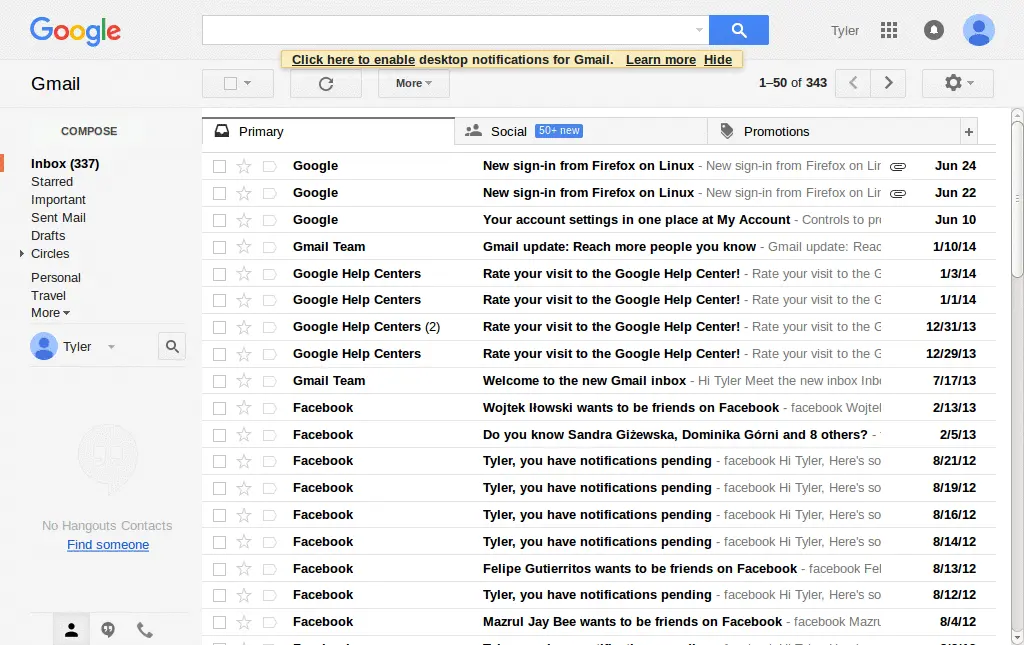 Google
Tyler
Click here to enable desktop notifications for Gmail. Learn more Hide
Gmail
More
1–50 of 343
COMPOSE
Inbox (337)
Starred
Important
Sent Mail
Drafts
Circles
Personal
Travel
More
Tyler
No Hangouts Contacts
Find someone
Primary
Social 50+ new
Promotions
+
Google New sign-in from Firefox on Linux - New sign-in from Firefox on Lin Jun 24
Google New sign-in from Firefox on Linux - New sign-in from Firefox on Lin Jun 22
Google Your account settings in one place at My Account - Controls to pro Jun 10
Gmail Team Gmail update: Reach more people you know - Gmail update: Reac 1/10/14
Google Help Centers Rate your visit to the Google Help Center! - Rate your visit to the G 1/3/14
Google Help Centers Rate your visit to the Google Help Center! - Rate your visit to the G 1/1/14
Google Help Centers (2) Rate your visit to the Google Help Center! - Rate your visit to the G 12/31/13
Google Help Centers Rate your visit to the Google Help Center! - Rate your visit to the G 12/29/13
Gmail Team Welcome to the new Gmail inbox - Hi Tyler Meet the new inbox Inbo 7/17/13
Facebook Wojtek Iłowski wants to be friends on Facebook - facebook Wojtel 2/13/13
Facebook Do you know Sandra Giżewska, Dominika Górni and 8 others? - 2/5/13
Facebook Tyler, you have notifications pending - facebook Hi Tyler, Here's so 8/21/12
Facebook Tyler, you have notifications pending - facebook Hi Tyler, Here's so 8/19/12
Facebook Tyler, you have notifications pending - facebook Hi Tyler, Here's so 8/16/12
Facebook Tyler, you have notifications pending - facebook Hi Tyler, Here's so 8/14/12
Facebook Felipe Gutierritos wants to be friends on Facebook - facebook Fel 8/13/12
Facebook Tyler, you have notifications pending - facebook Hi Tyler, Here's so 8/12/12
Facebook Mazrul Jay Bee wants to be friends on Facebook - facebook Mazru 8/4/12